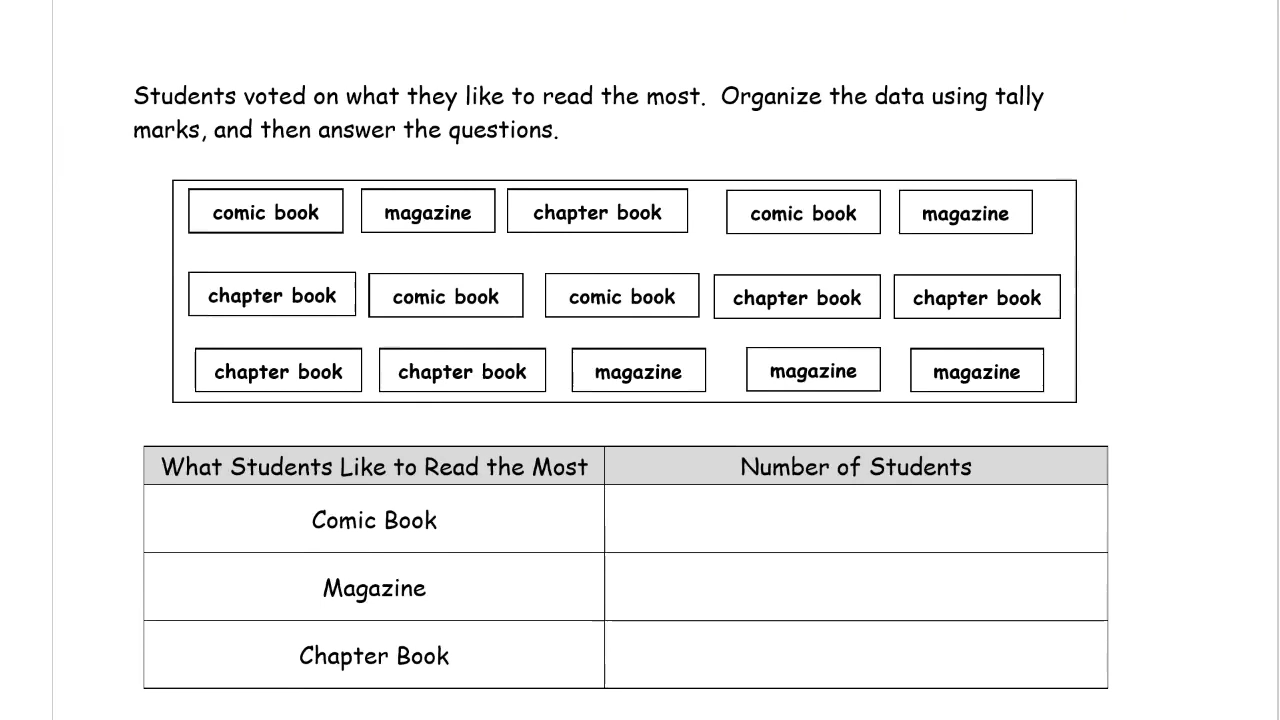 Students voted on what they like to read the most.  Organize the data using tally
marks, and then answer the questions.
comic book magazine chapter book comic book magazine
chapter book comic book comic book chapter book chapter book
chapter book chapter book magazine magazine magazine
What Students Like to Read the Most Number of Students
Comic Book
Magazine
Chapter Book